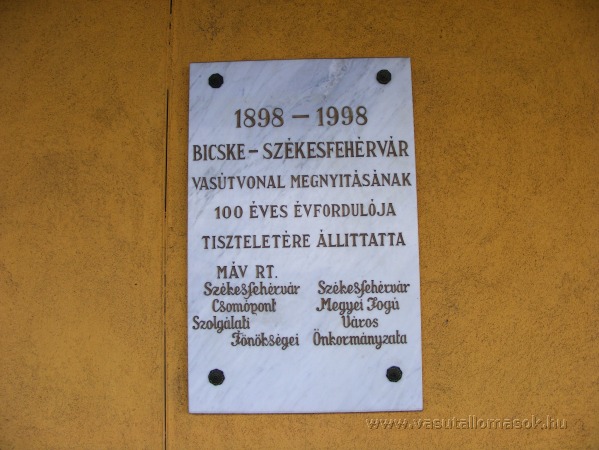 1898 – 1998
BICSKE – SZÉKESFEHÉRVÁR
VASÚTVONAL MEGNYITÁSÁNAK
100 ÉVES ÉVFORDULÓJA
TISZTELETÉRE ÁLLITTATTA
MÁV RT.
Székesfehérvár
Csomópont
Szolgálati
Főnökségei
Székesfehérvár
Megyei Jogú
Város
Önkormányzata
www.vasutallomasok.hu